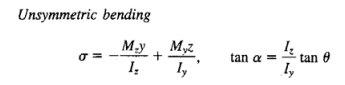 Unsymmetric bending
σ = − M_z y / I_z + M_y z / I_y , tan α = I_z / I_y tan θ